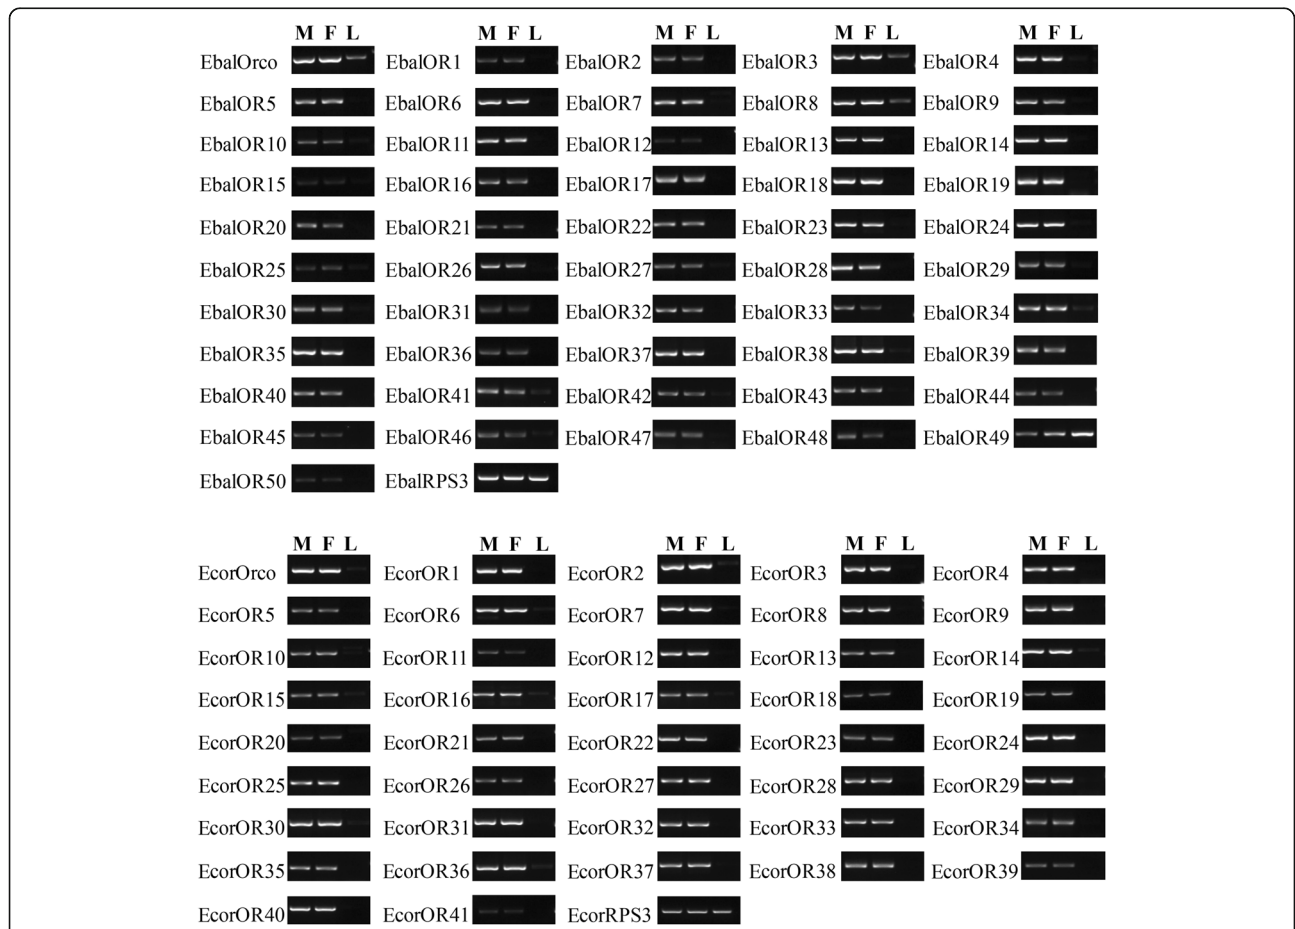 M F L M F L M F L M F L M F L
EbalOrco EbalOR1 EbalOR2 EbalOR3 EbalOR4
EbalOR5 EbalOR6 EbalOR7 EbalOR8 EbalOR9
EbalOR10 EbalOR11 EbalOR12 EbalOR13 EbalOR14
EbalOR15 EbalOR16 EbalOR17 EbalOR18 EbalOR19
EbalOR20 EbalOR21 EbalOR22 EbalOR23 EbalOR24
EbalOR25 EbalOR26 EbalOR27 EbalOR28 EbalOR29
EbalOR30 EbalOR31 EbalOR32 EbalOR33 EbalOR34
EbalOR35 EbalOR36 EbalOR37 EbalOR38 EbalOR39
EbalOR40 EbalOR41 EbalOR42 EbalOR43 EbalOR44
EbalOR45 EbalOR46 EbalOR47 EbalOR48 EbalOR49
EbalOR50 EbalRPS3
M F L M F L M F L M F L M F L
EcorOrco EcorOR1 EcorOR2 EcorOR3 EcorOR4
EcorOR5 EcorOR6 EcorOR7 EcorOR8 EcorOR9
EcorOR10 EcorOR11 EcorOR12 EcorOR13 EcorOR14
EcorOR15 EcorOR16 EcorOR17 EcorOR18 EcorOR19
EcorOR20 EcorOR21 EcorOR22 EcorOR23 EcorOR24
EcorOR25 EcorOR26 EcorOR27 EcorOR28 EcorOR29
EcorOR30 EcorOR31 EcorOR32 EcorOR33 EcorOR34
EcorOR35 EcorOR36 EcorOR37 EcorOR38 EcorOR39
EcorOR40 EcorOR41 EcorRPS3